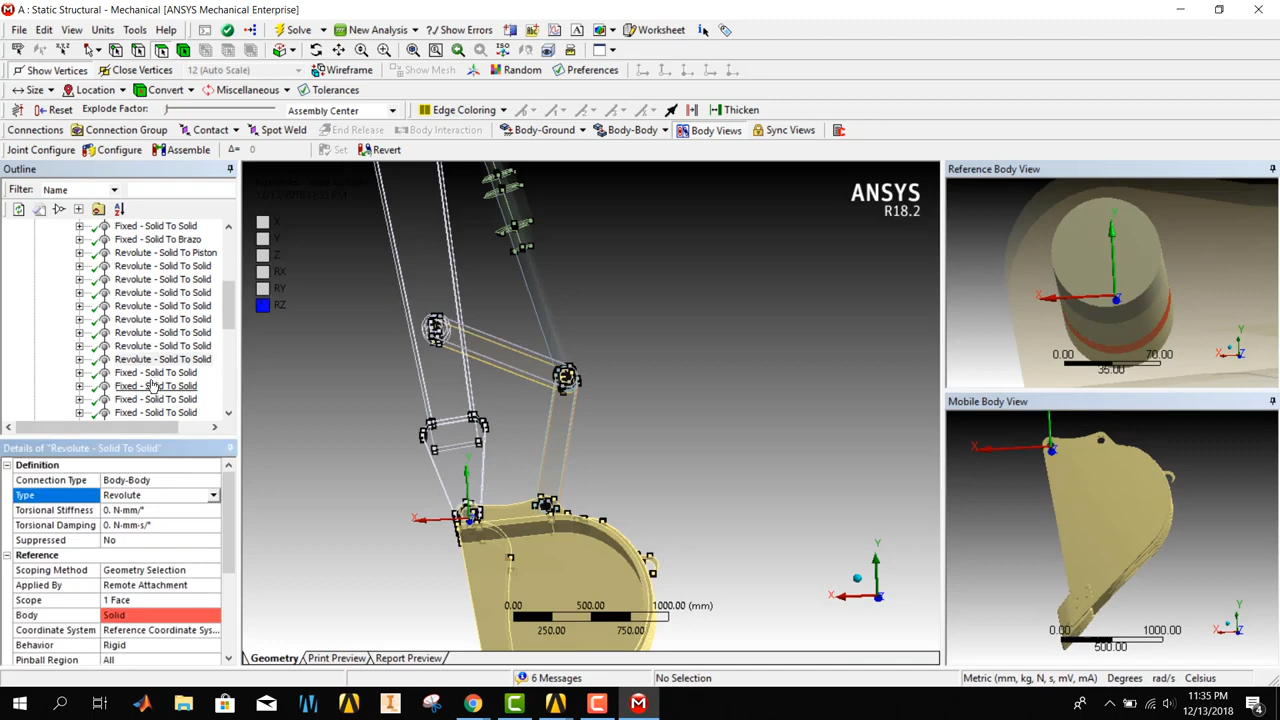 A : Static Structural - Mechanical [ANSYS Mechanical Enterprise]
File Edit View Units Tools Help Solve New Analysis Show Errors Worksheet
Show Vertices Close Vertices 12 (Auto Scale) Wireframe Show Mesh Random Preferences
Size Location Convert Miscellaneous Tolerances
Reset Explode Factor: Assembly Center Edge Coloring Thicken
Connections Connection Group Contact Spot Weld End Release Body Interaction Body-Ground Body-Body Body Views Sync Views
Joint Configure Configure Assemble Δ= 0 Set Revert
Outline
Filter: Name
Fixed - Solid To Solid
Fixed - Solid To Brazo
Revolute - Solid To Piston
Revolute - Solid To Solid
Revolute - Solid To Solid
Revolute - Solid To Solid
Revolute - Solid To Solid
Revolute - Solid To Solid
Revolute - Solid To Solid
Revolute - Solid To Solid
Revolute - Solid To Solid
Fixed - Solid To Solid
Fixed - Solid To Solid
Fixed - Solid To Solid
Fixed - Solid To Solid
Details of "Revolute - Solid To Solid"
Definition
Connection Type Body-Body
Type Revolute
Torsional Stiffness 0. N·mm/°
Torsional Damping 0. N·mm·s/°
Suppressed No
Reference
Scoping Method Geometry Selection
Applied By Remote Attachment
Scope 1 Face
Body Solid
Coordinate System Reference Coordinate Sys...
Behavior Rigid
Pinball Region All
X
Y
Z
RX
RY
RZ
ANSYS
R18.2
Y
X
Y
X
Z
0.00 500.00 1000.00 (mm)
250.00 750.00
Geometry Print Preview Report Preview
Reference Body View
X
Z
Y
X
Z
0.00 70.00
35.00
Mobile Body View
X
Y
X
Z
0.00 1000.00
500.00
6 Messages No Selection Metric (mm, kg, N, s, mV, mA) Degrees rad/s Celsius
11:35 PM
12/13/2018